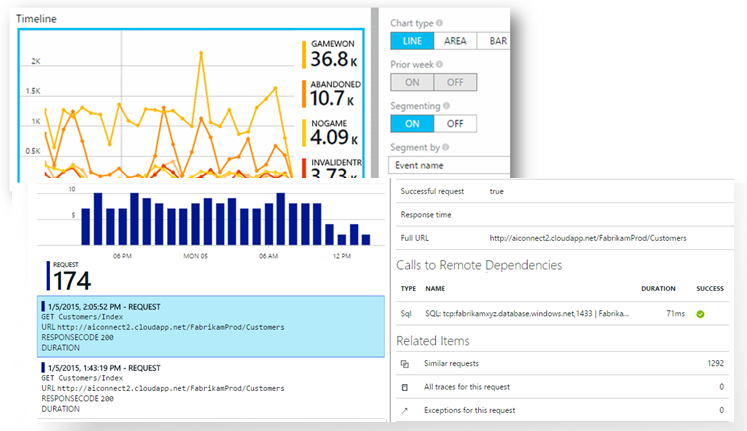 Timeline
2K
1.5K
1K
0.5K
GAMEWON
36.8 K
ABANDONED
10.7 K
NOGAME
4.09 K
INVALIDENTR
3.73 K
Chart type
LINE AREA BAR
Prior week
ON OFF
Segmenting
ON OFF
Segment by
Event name
10
5
06 PM MON 05 06 AM 12 PM
REQUEST
174
1/5/2015, 2:05:52 PM - REQUEST
GET Customers/Index
URL http://aiconnect2.cloudapp.net/FabrikamProd/Customers
RESPONSECODE 200
DURATION
1/5/2015, 1:43:19 PM - REQUEST
GET Customers/Index
URL http://aiconnect2.cloudapp.net/FabrikamProd/Customers
RESPONSECODE 200
DURATION
Successful request true
Response time
Full URL http://aiconnect2.cloudapp.net/FabrikamProd/Customers
Calls to Remote Dependencies
TYPE NAME DURATION SUCCESS
Sql SQL: tcp:fabrikamxyz.database.windows.net,1433 | Fabrika... 71ms
Related Items
Similar requests 1292
All traces for this request 0
Exceptions for this request 0